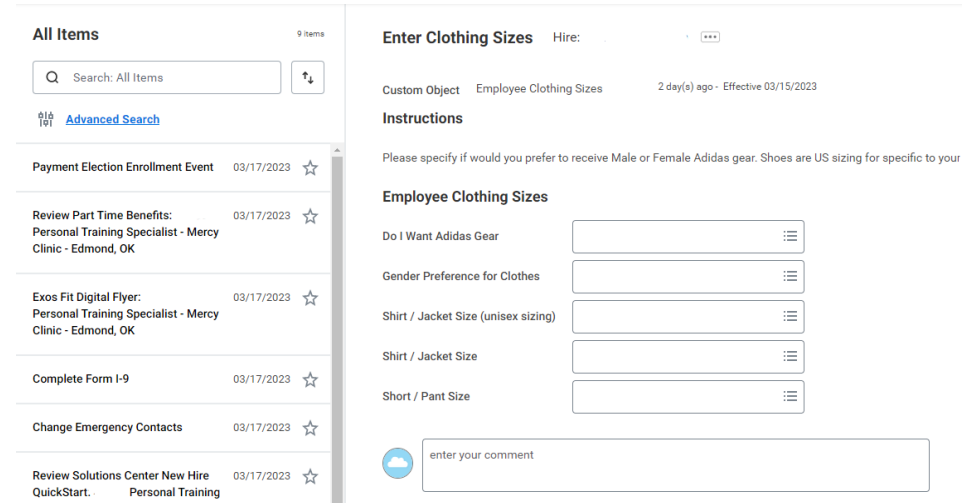 All Items
9 items
Search: All Items
Advanced Search
Payment Election Enrollment Event 03/17/2023
Review Part Time Benefits: 03/17/2023
Personal Training Specialist - Mercy
Clinic - Edmond, OK
Exos Fit Digital Flyer: 03/17/2023
Personal Training Specialist - Mercy
Clinic - Edmond, OK
Complete Form I-9 03/17/2023
Change Emergency Contacts 03/17/2023
Review Solutions Center New Hire 03/17/2023
QuickStart. Personal Training
Enter Clothing Sizes Hire:
Custom Object Employee Clothing Sizes 2 day(s) ago - Effective 03/15/2023
Instructions
Please specify if would you prefer to receive Male or Female Adidas gear. Shoes are US sizing for specific to your
Employee Clothing Sizes
Do I Want Adidas Gear
Gender Preference for Clothes
Shirt / Jacket Size (unisex sizing)
Shirt / Jacket Size
Short / Pant Size
enter your comment